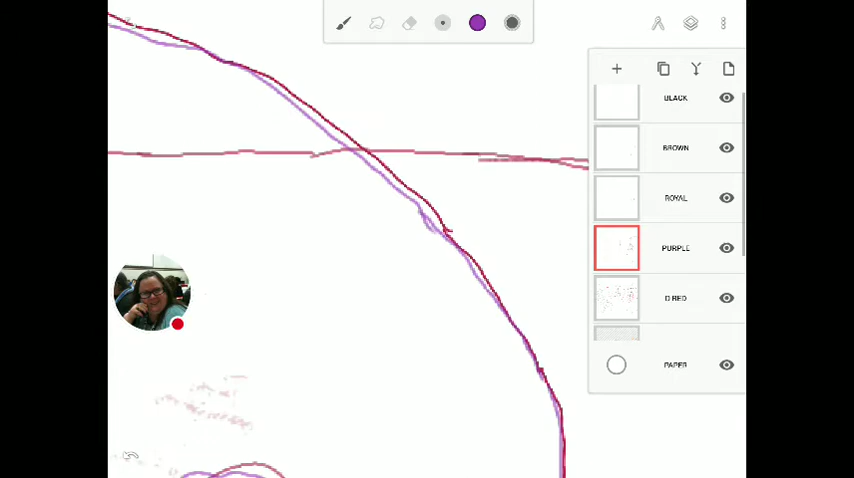 BLACK
BROWN
ROYAL
PURPLE
D RED
PAPER